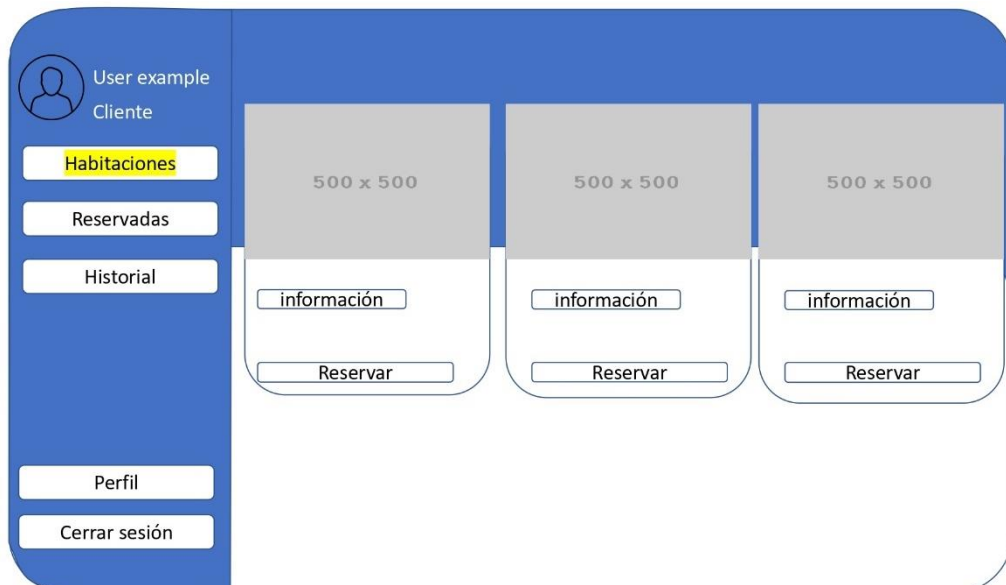 User example
Cliente
Habitaciones
Reservadas
Historial
Perfil
Cerrar sesión
500 x 500
500 x 500
500 x 500
información
información
información
Reservar
Reservar
Reservar